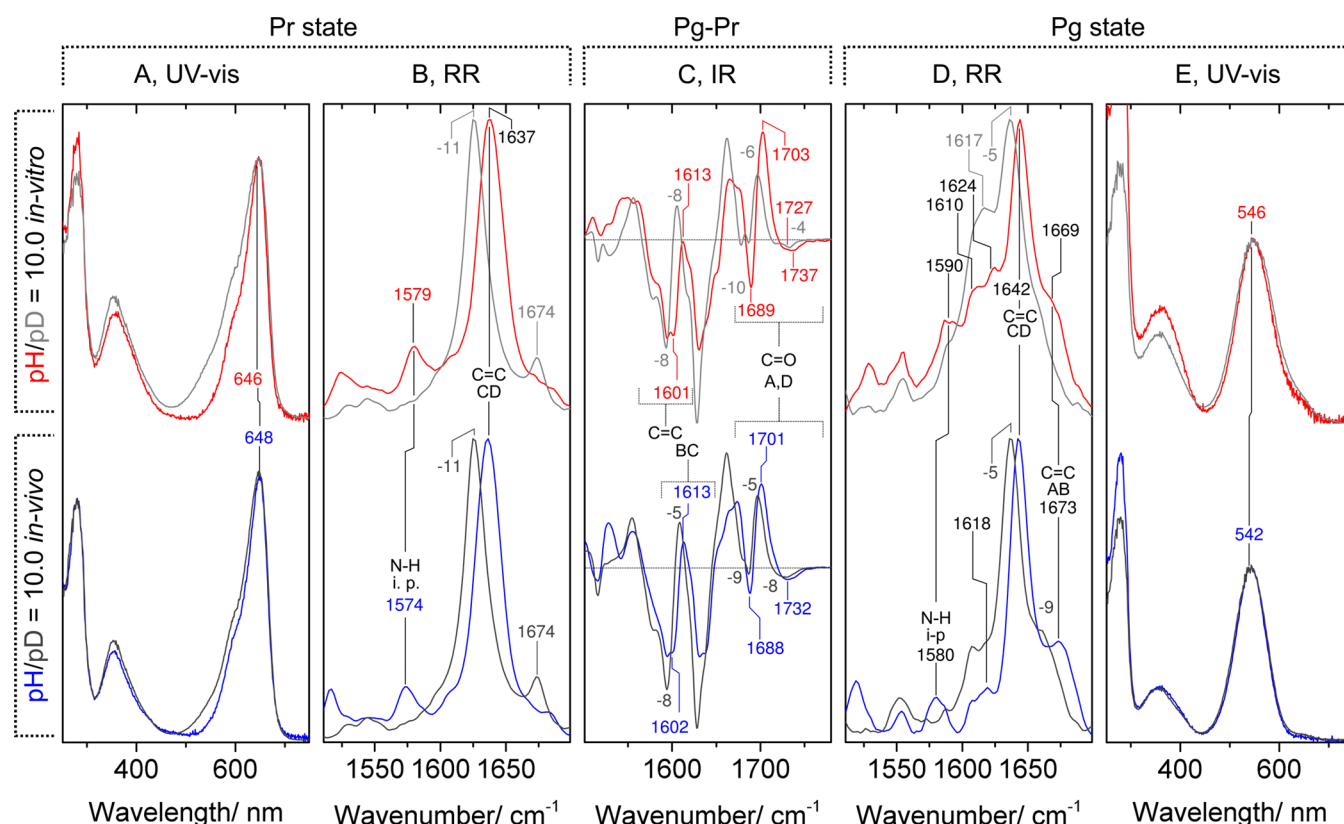 Pr state
Pg-Pr
Pg state
A, UV-vis
B, RR
C, IR
D, RR
E, UV-vis
pH/pD = 10.0 in-vitro
646
-11
1637
1579
1674
C=C
CD
-6
1703
1613
-8
1727
-4
1737
-10
1689
-8
1601
C=O
A,D
C=C
BC
1617
-5
1624
1610
1590
1669
1642
C=C
CD
546
pH/pD = 10.0 in-vivo
648
-11
N-H
i. p.
1574
1674
1701
1613
-5
-5
-9
-8
1732
1688
-8
1602
-5
C=C
AB
1673
1618
-9
N-H
i-p
1580
542
400
600
1550
1600
1650
1600
1700
1550
1600
1650
400
600
Wavelength/ nm
Wavenumber/ cm⁻¹
Wavenumber/ cm⁻¹
Wavenumber/ cm⁻¹
Wavelength/ nm